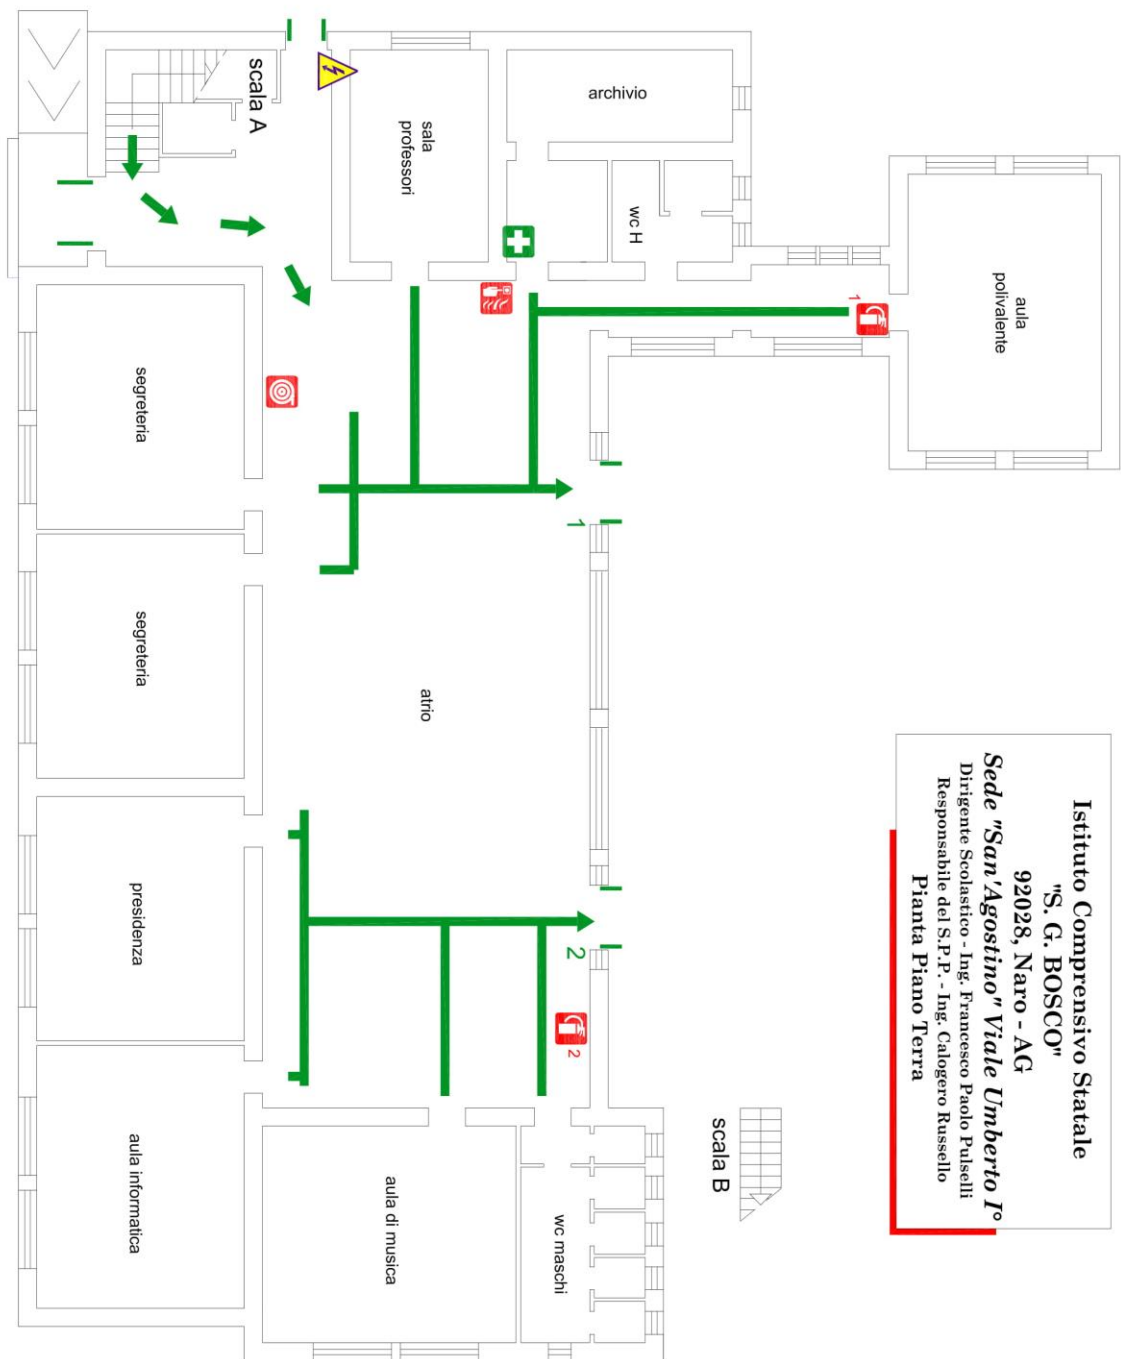 Istituto Comprensivo Statale
"S. G. BOSCO"
92028, Naro - AG
Sede "San'Agostino" Viale Umberto I°
Dirigente Scolastico - Ing. Francesco Paolo Pulselli
Responsabile del S.P.P. - Ing. Calogero Russello
Pianta Piano Terra
aula
polivalente
1
archivio
wc H
sala
professori
scala A
segreteria
1
segreteria
atrio
presidenza
2
2
scala B
aula informatica
aula di musica
wc maschi